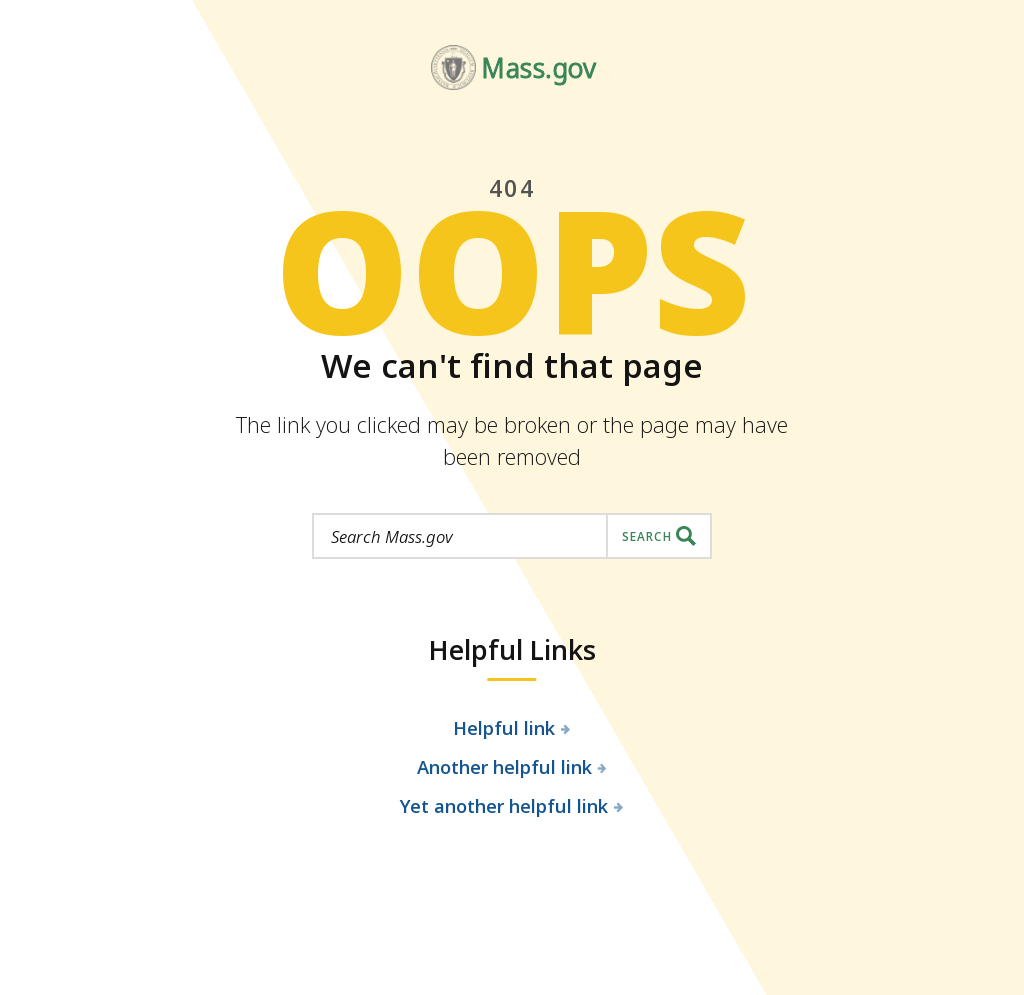 Mass.gov
404
OOPS
We can't find that page
The link you clicked may be broken or the page may have
been removed
Search Mass.gov SEARCH
Helpful Links
Helpful link
Another helpful link
Yet another helpful link